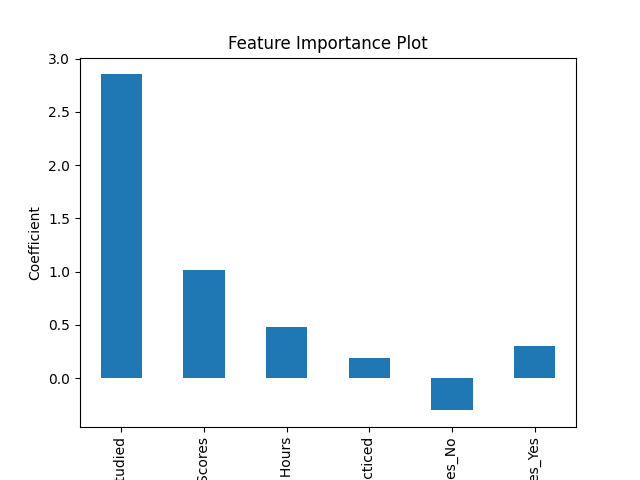 Feature Importance Plot
Coefficient
3.0
2.5
2.0
1.5
1.0
0.5
0.0
tudied
Scores
Hours
cticed
es_No
es_Yes